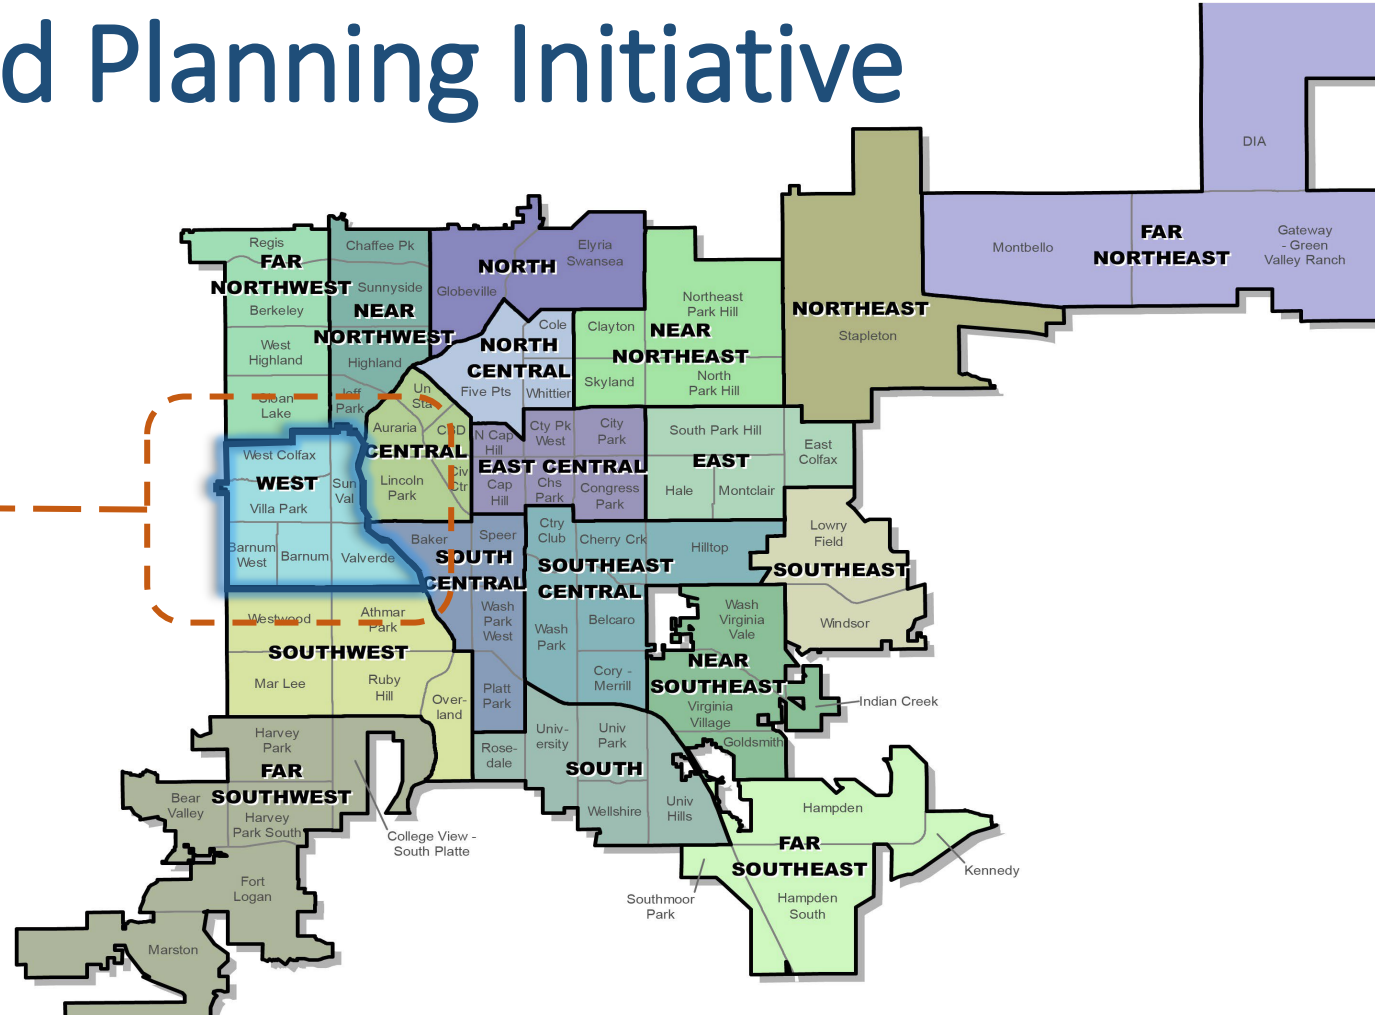 d Planning Initiative
DIA
Regis
FAR
NORTHWEST
Berkeley
West
Highland
Sloan
Lake
Chaffee Pk
Sunnyside
NEAR
NORTHWEST
Highland
Jeff
Park
NORTH
Elyria
Swansea
Globeville
Cole
NORTH
CENTRAL
Five Pts
Whittier
Clayton
Northeast
Park Hill
NEAR
NORTHEAST
Skyland
North
Park Hill
NORTHEAST
Stapleton
Montbello
FAR
NORTHEAST
Gateway
- Green
Valley Ranch
Un
Sta
Auraria
CBD
CENTRAL
Lincoln
Park
Civ
Ctr
N Cap
Hill
Cty Pk
West
City
Park
EAST CENTRAL
Cap
Hill
Chs
Park
Congress
Park
South Park Hill
EAST
Hale
Montclair
East
Colfax
West Colfax
WEST
Sun
Val
Villa Park
Barnum
West
Barnum
Valverde
Baker
Speer
SOUTH
CENTRAL
Wash
Park
West
Platt
Park
Ctry
Club
Cherry Crk
Hilltop
SOUTHEAST
CENTRAL
Belcaro
Wash
Park
Cory -
Merrill
Lowry
Field
SOUTHEAST
Windsor
Wash
Virginia
Vale
NEAR
SOUTHEAST
Virginia
Village
Goldsmith
Indian Creek
Westwood
Athmar
Park
SOUTHWEST
Mar Lee
Ruby
Hill
Over-
land
Harvey
Park
FAR
SOUTHWEST
Bear
Valley
Harvey
Park South
College View -
South Platte
Fort
Logan
Marston
Rose-
dale
Univ-
ersity
Univ
Park
SOUTH
Wellshire
Univ
Hills
Hampden
FAR
SOUTHEAST
Kennedy
Southmoor
Park
Hampden
South